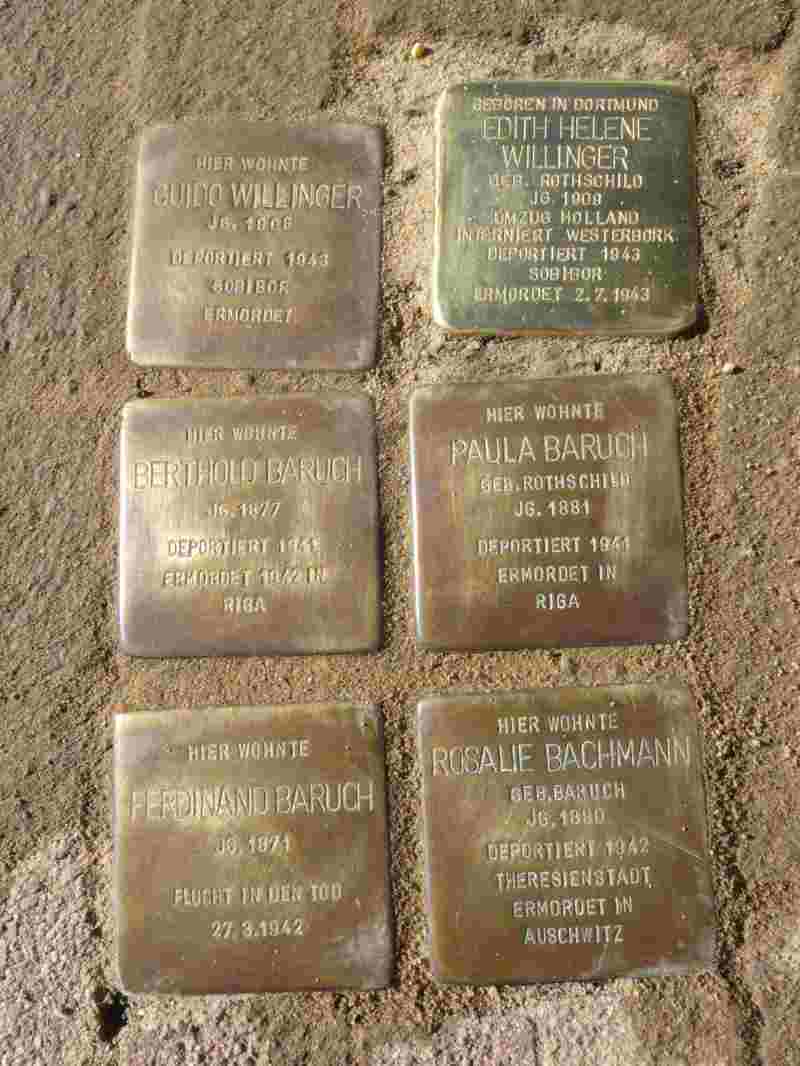 HIER WOHNTE
GUIDO WILLINGER
JG. 1906
DEPORTIERT 1943
SOBIBOR
ERMORDET
GEBOREN IN DORTMUND
EDITH HELENE
WILLINGER
GEB. ROTHSCHILD
JG. 1909
UMZUG HOLLAND
INTERNIERT WESTERBORK
DEPORTIERT 1943
SOBIBOR
ERMORDET 2.7.1943
HIER WOHNTE
BERTHOLD BARUCH
JG. 1877
DEPORTIERT 1941
ERMORDET 1942 IN
RIGA
HIER WOHNTE
PAULA BARUCH
GEB. ROTHSCHILD
JG. 1881
DEPORTIERT 1941
ERMORDET IN
RIGA
HIER WOHNTE
FERDINAND BARUCH
JG. 1871
FLUCHT IN DEN TOD
27.3.1942
HIER WOHNTE
ROSALIE BACHMANN
GEB. BARUCH
JG. 1880
DEPORTIERT 1942
THERESIENSTADT
ERMORDET IN
AUSCHWITZ